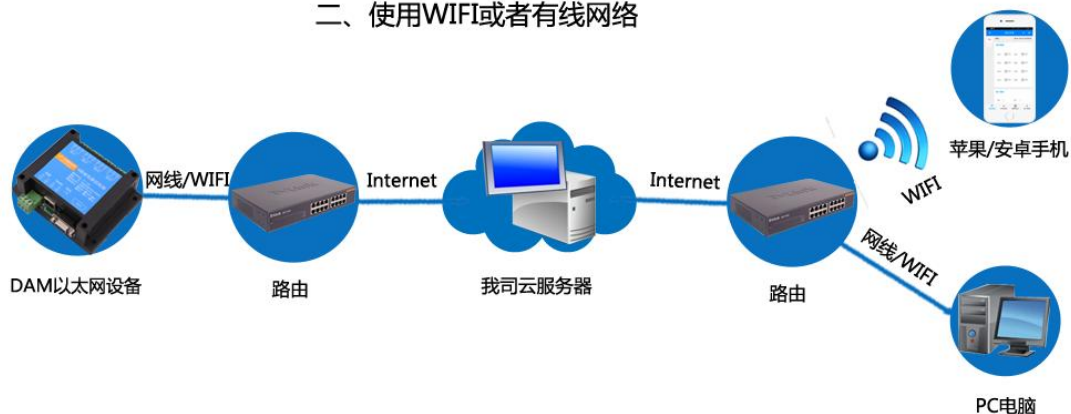 二、使用WIFI或者有线网络
网线/WIFI
Internet
Internet
WIFI
苹果/安卓手机
网线/WIFI
DAM以太网设备
路由
我司云服务器
路由
PC电脑